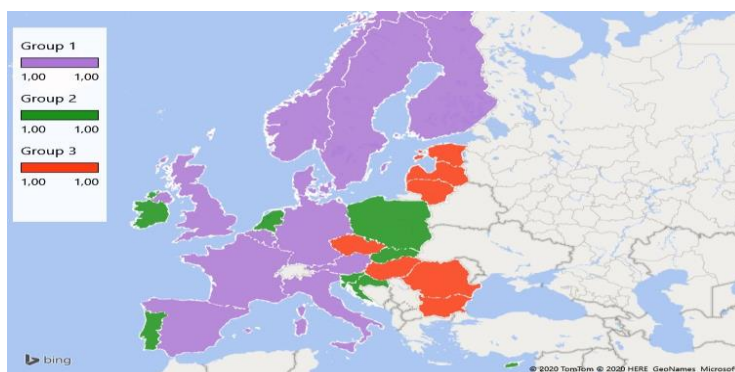 Group 1
1,00 1,00
Group 2
1,00 1,00
Group 3
1,00 1,00
bing
© 2020 TomTom © 2020 HERE, GeoNames, Microsof